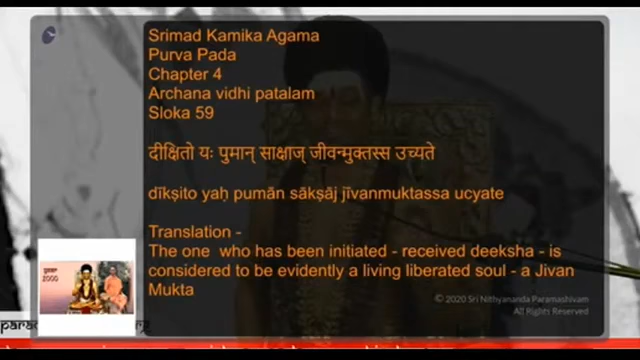 Srimad Kamika Agama
Purva Pada
Chapter 4
Archana vidhi patalam
Sloka 59
दीक्षितो यः पुमान् साक्षाज् जीवन्मुक्तस्स उच्यते
dīkṣito yaḥ pumān sākṣāj jīvanmuktassa ucyate
Translation -
The one who has been initiated - received deeksha - is
considered to be evidently a living liberated soul - a Jivan
Mukta
© 2020 Sri Nithyananda Paramashivam
All Rights Reserved
2000